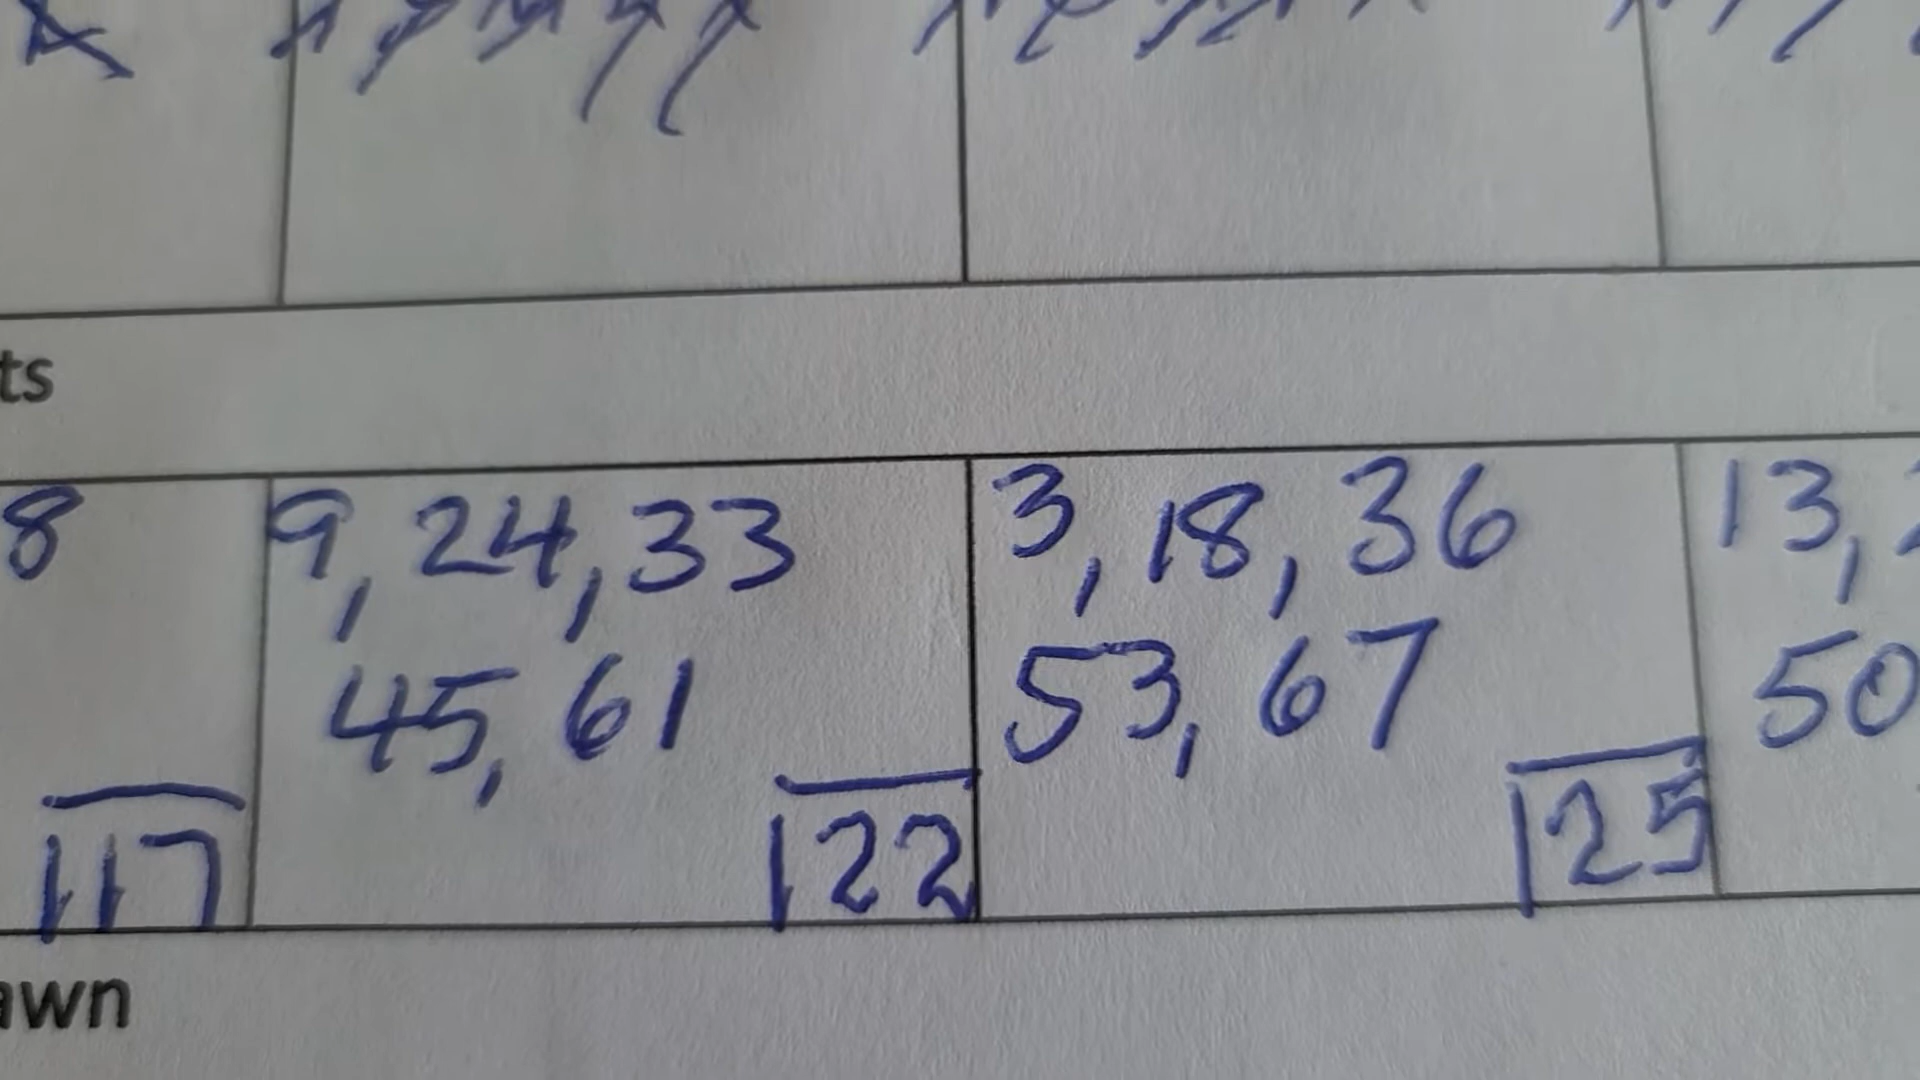 ts
8
9, 24, 33
3, 18, 36
13,
45, 61
53, 67
50
117
122
125
awn